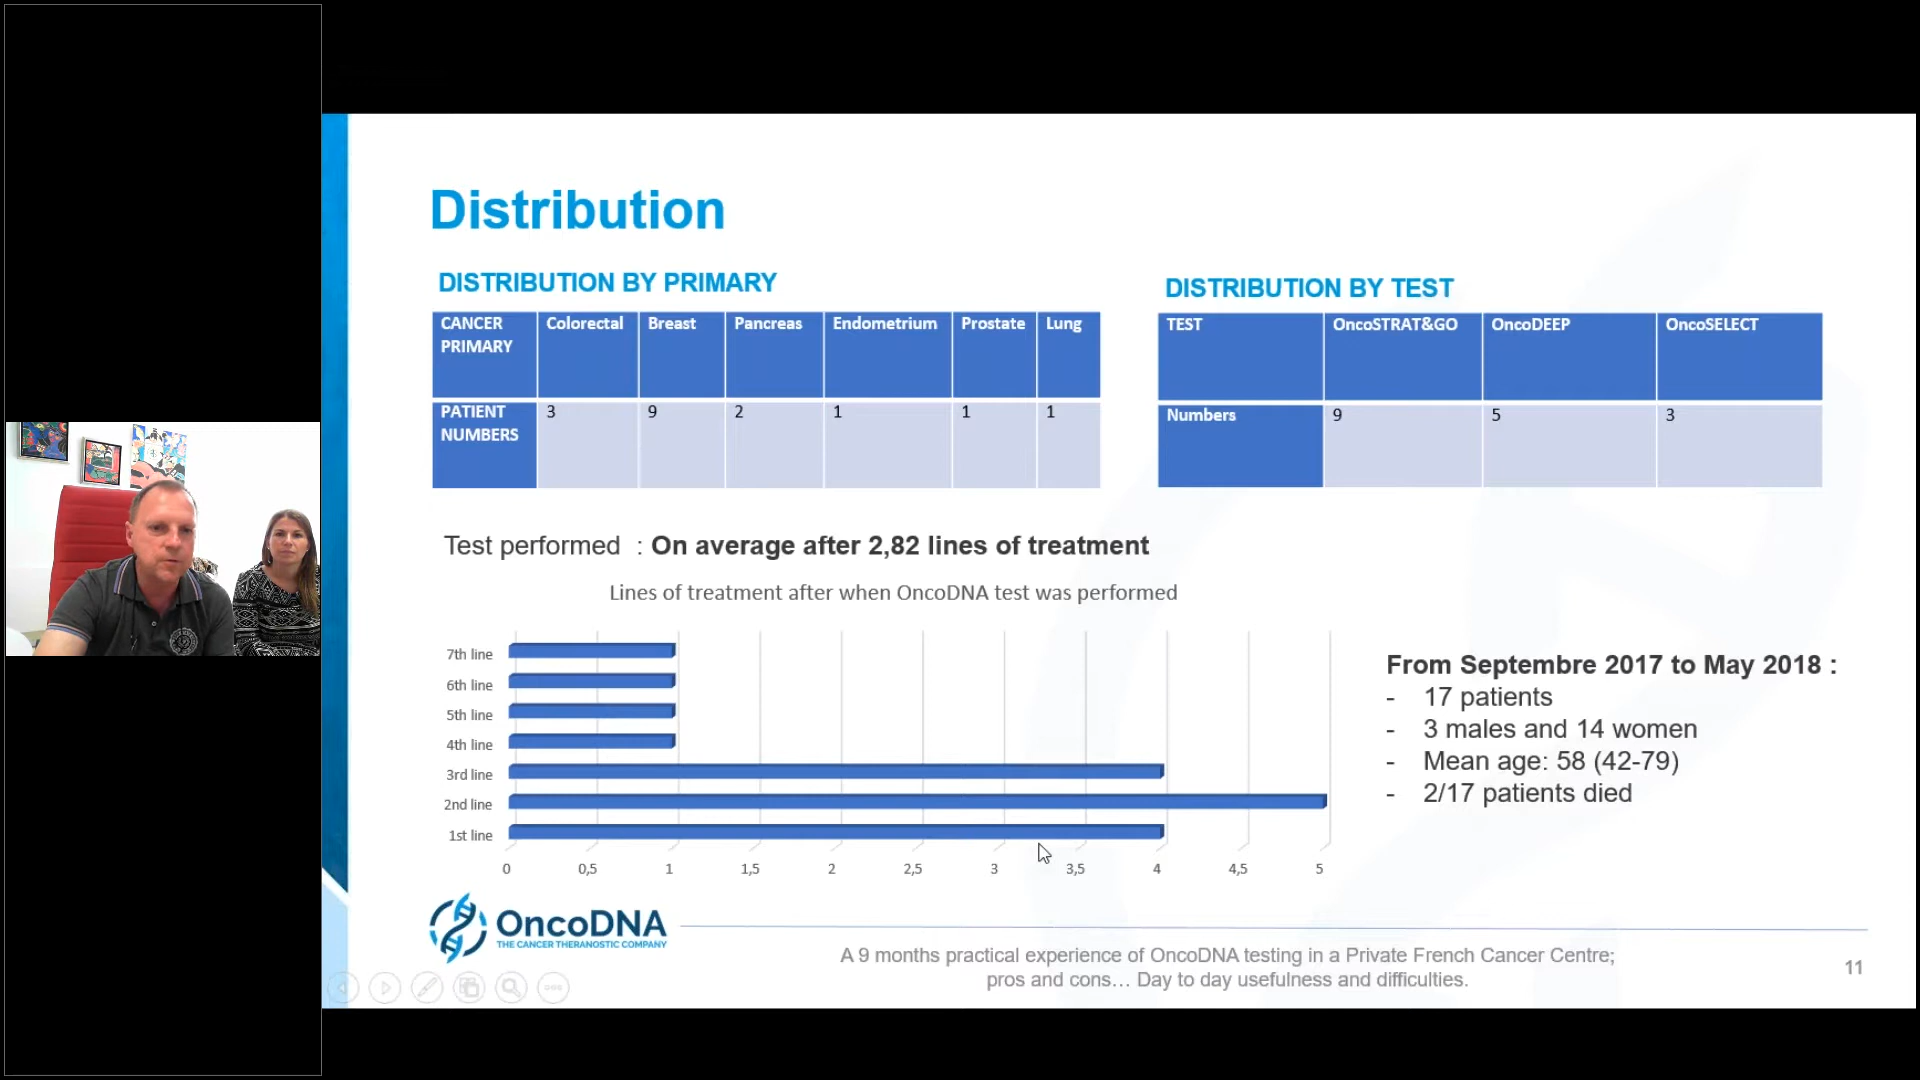 Distribution
DISTRIBUTION BY PRIMARY
CANCER PRIMARY Colorectal Breast Pancreas Endometrium Prostate Lung
PATIENT NUMBERS 3 9 2 1 1 1
DISTRIBUTION BY TEST
TEST OncoSTRAT&GO OncoDEEP OncoSELECT
Numbers 9 5 3
Test performed : On average after 2,82 lines of treatment
Lines of treatment after when OncoDNA test was performed
7th line
6th line
5th line
4th line
3rd line
2nd line
1st line
0 0,5 1 1,5 2 2,5 3 3,5 4 4,5 5
From Septembre 2017 to May 2018 :
- 17 patients
- 3 males and 14 women
- Mean age: 58 (42-79)
- 2/17 patients died
OncoDNA
THE CANCER THERANOSTIC COMPANY
A 9 months practical experience of OncoDNA testing in a Private French Cancer Centre;
pros and cons… Day to day usefulness and difficulties.
11